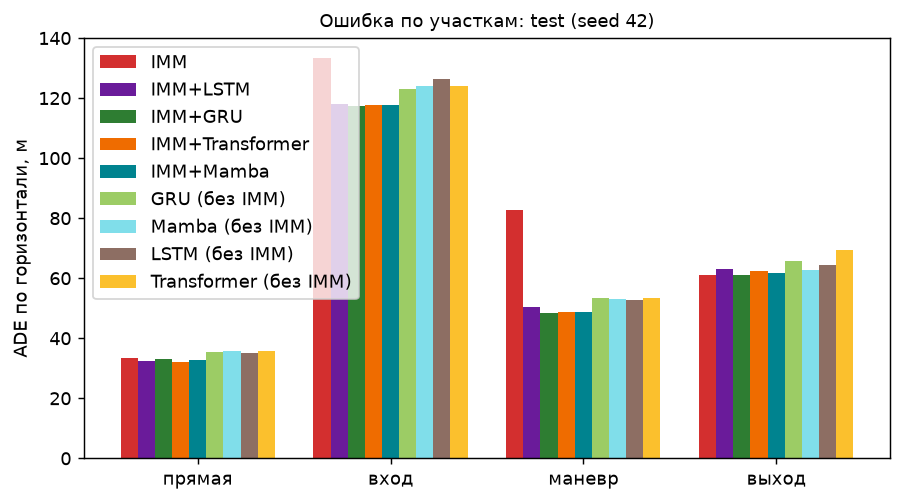 Ошибка по участкам: test (seed 42)
ADE по горизонтали, м
140
120
100
80
60
40
20
0
IMM
IMM+LSTM
IMM+GRU
IMM+Transformer
IMM+Mamba
GRU (без IMM)
Mamba (без IMM)
LSTM (без IMM)
Transformer (без IMM)
прямая
вход
маневр
выход